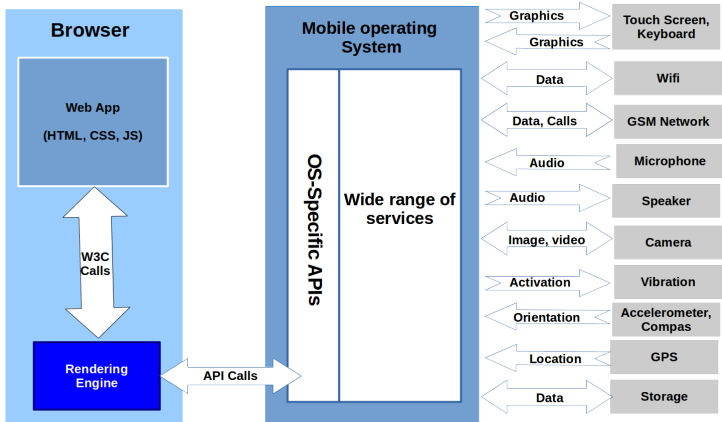 Browser
Web App
(HTML, CSS, JS)
W3C
Calls
Rendering
Engine
API Calls
Mobile operating
System
OS-Specific APIs
Wide range of
services
Graphics
Graphics
Touch Screen,
Keyboard
Data
Wifi
Data, Calls
GSM Network
Audio
Microphone
Audio
Speaker
Image, video
Camera
Activation
Vibration
Orientation
Accelerometer,
Compas
Location
GPS
Data
Storage